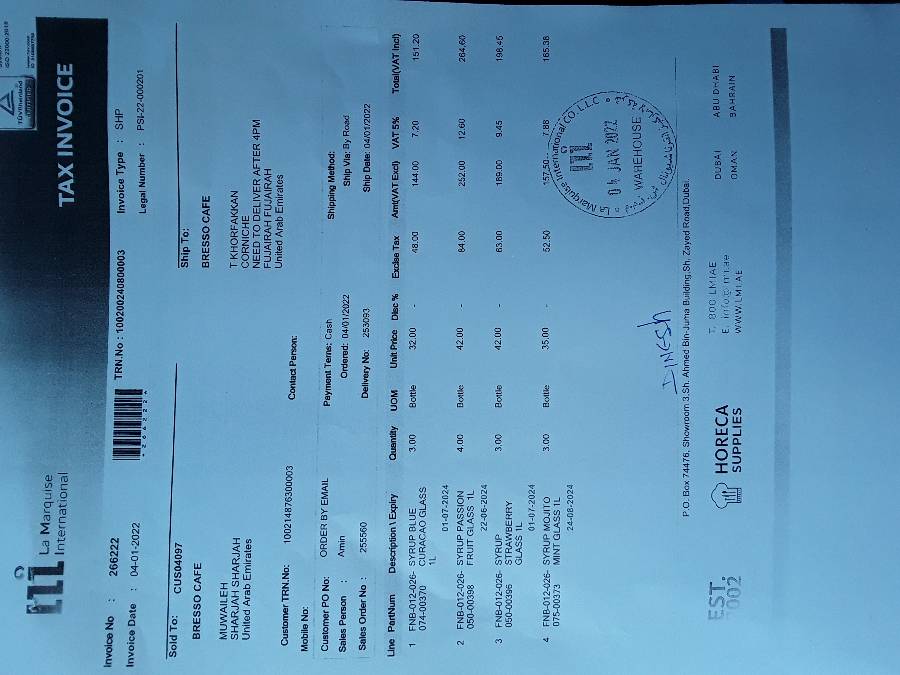 La Marquise
International
TAX INVOICE
Invoice No : 266222
TRN.No : 100200240800003
Invoice Type : SHP
Invoice Date : 04-01-2022
Legal Number : PSI-22-000201
Sold To: CUS04097
Ship To:
BRESSO CAFE
BRESSO CAFE
MUWAILEH
SHARJAH SHARJAH
United Arab Emirates
T KHORFAKKAN
CORNICHE
NEED TO DELIVER AFTER 4PM
FUJAIRAH FUJAIRAH
United Arab Emirates
Customer TRN.No: 100214876300003
Contact Person:
Mobile No:
Customer PO No: ORDER BY EMAIL
Payment Tems: Cash
Shipping Method:
Sales Person : Amin
Ordered: 04/01/2022
Ship Via: By Road
Sales Order No : 255560
Delivery No: 253093
Ship Date: 04/01/2022
Line PartNum Description \ Expiry Quantity UOM Unit Price Disc % Excise Tax Amt(VAT Excl) VAT 5% Total(VAT Incl)
1 FNB-012-026- SYRUP BLUE 3.00 Bottle 32.00 - 48.00 144.00 7.20 151.20
074-00370 CURACAO GLASS
1L
01-07-2024
2 FNB-012-026- SYRUP PASSION 4.00 Bottle 42.00 - 64.00 252.00 12.60 264.60
050-00398 FRUIT GLASS 1L
22-06-2024
3 FNB-012-026- SYRUP 3.00 Bottle 42.00 - 63.00 189.00 9.45 198.45
050-00396 STRAWBERRY
GLASS 1L
01-07-2024
4 FNB-012-026- SYRUP MOJITO 3.00 Bottle 35.00 - 52.50 157.50 7.88 165.38
075-00373 MINT GLASS 1L
24-08-2024
La Marquise International CO. L.L.C
JAN 2022
WAREHOUSE
DINESH
P.O. Box 74476, Showroom 3,Sh. Ahmed Bin-Juma Building,Sh. Zayed Road,Dubai.
EST.
HORECA
SUPPLIES
T. 800 LMIAE
WWW.LMI.AE
DUBAI
OMAN
ABU DHABI
BAHRAIN